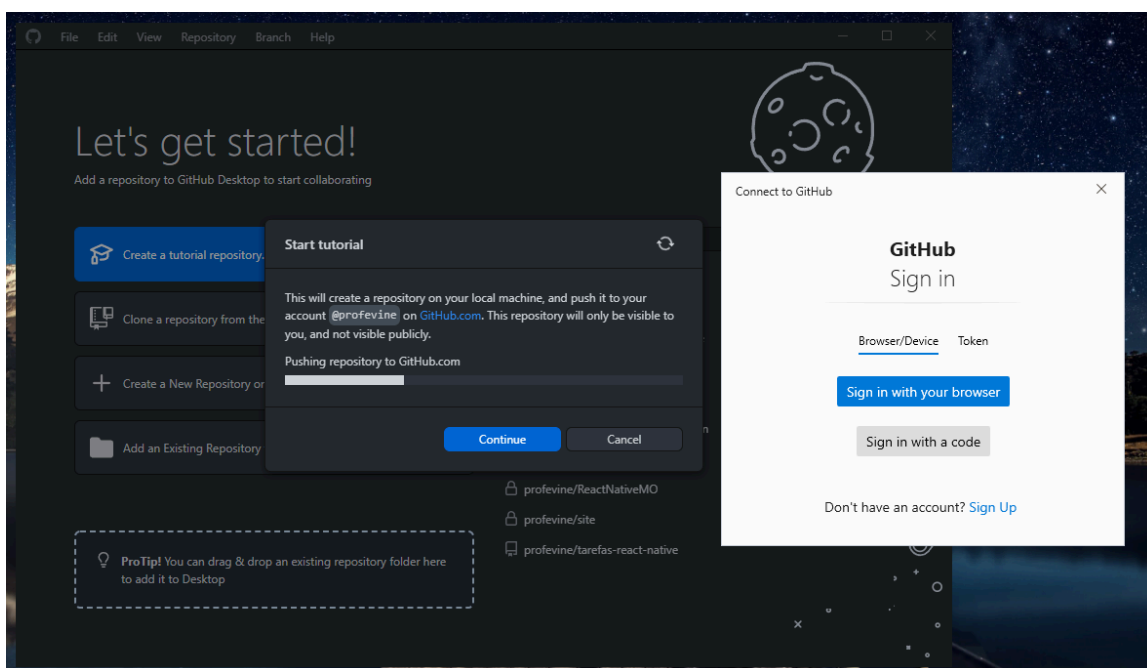 File Edit View Repository Branch Help
Let's get started!
Add a repository to GitHub Desktop to start collaborating
Create a tutorial repository.
Clone a repository from the
Create a New Repository or
Add an Existing Repository
ProTip! You can drag & drop an existing repository folder here
to add it to Desktop
Start tutorial
This will create a repository on your local machine, and push it to your
account @profevine on GitHub.com. This repository will only be visible to
you, and not visible publicly.
Pushing repository to GitHub.com
Continue Cancel
n
profevine/ReactNativeMO
profevine/site
profevine/tarefas-react-native
Connect to GitHub
GitHub
Sign in
Browser/Device Token
Sign in with your browser
Sign in with a code
Don't have an account? Sign Up